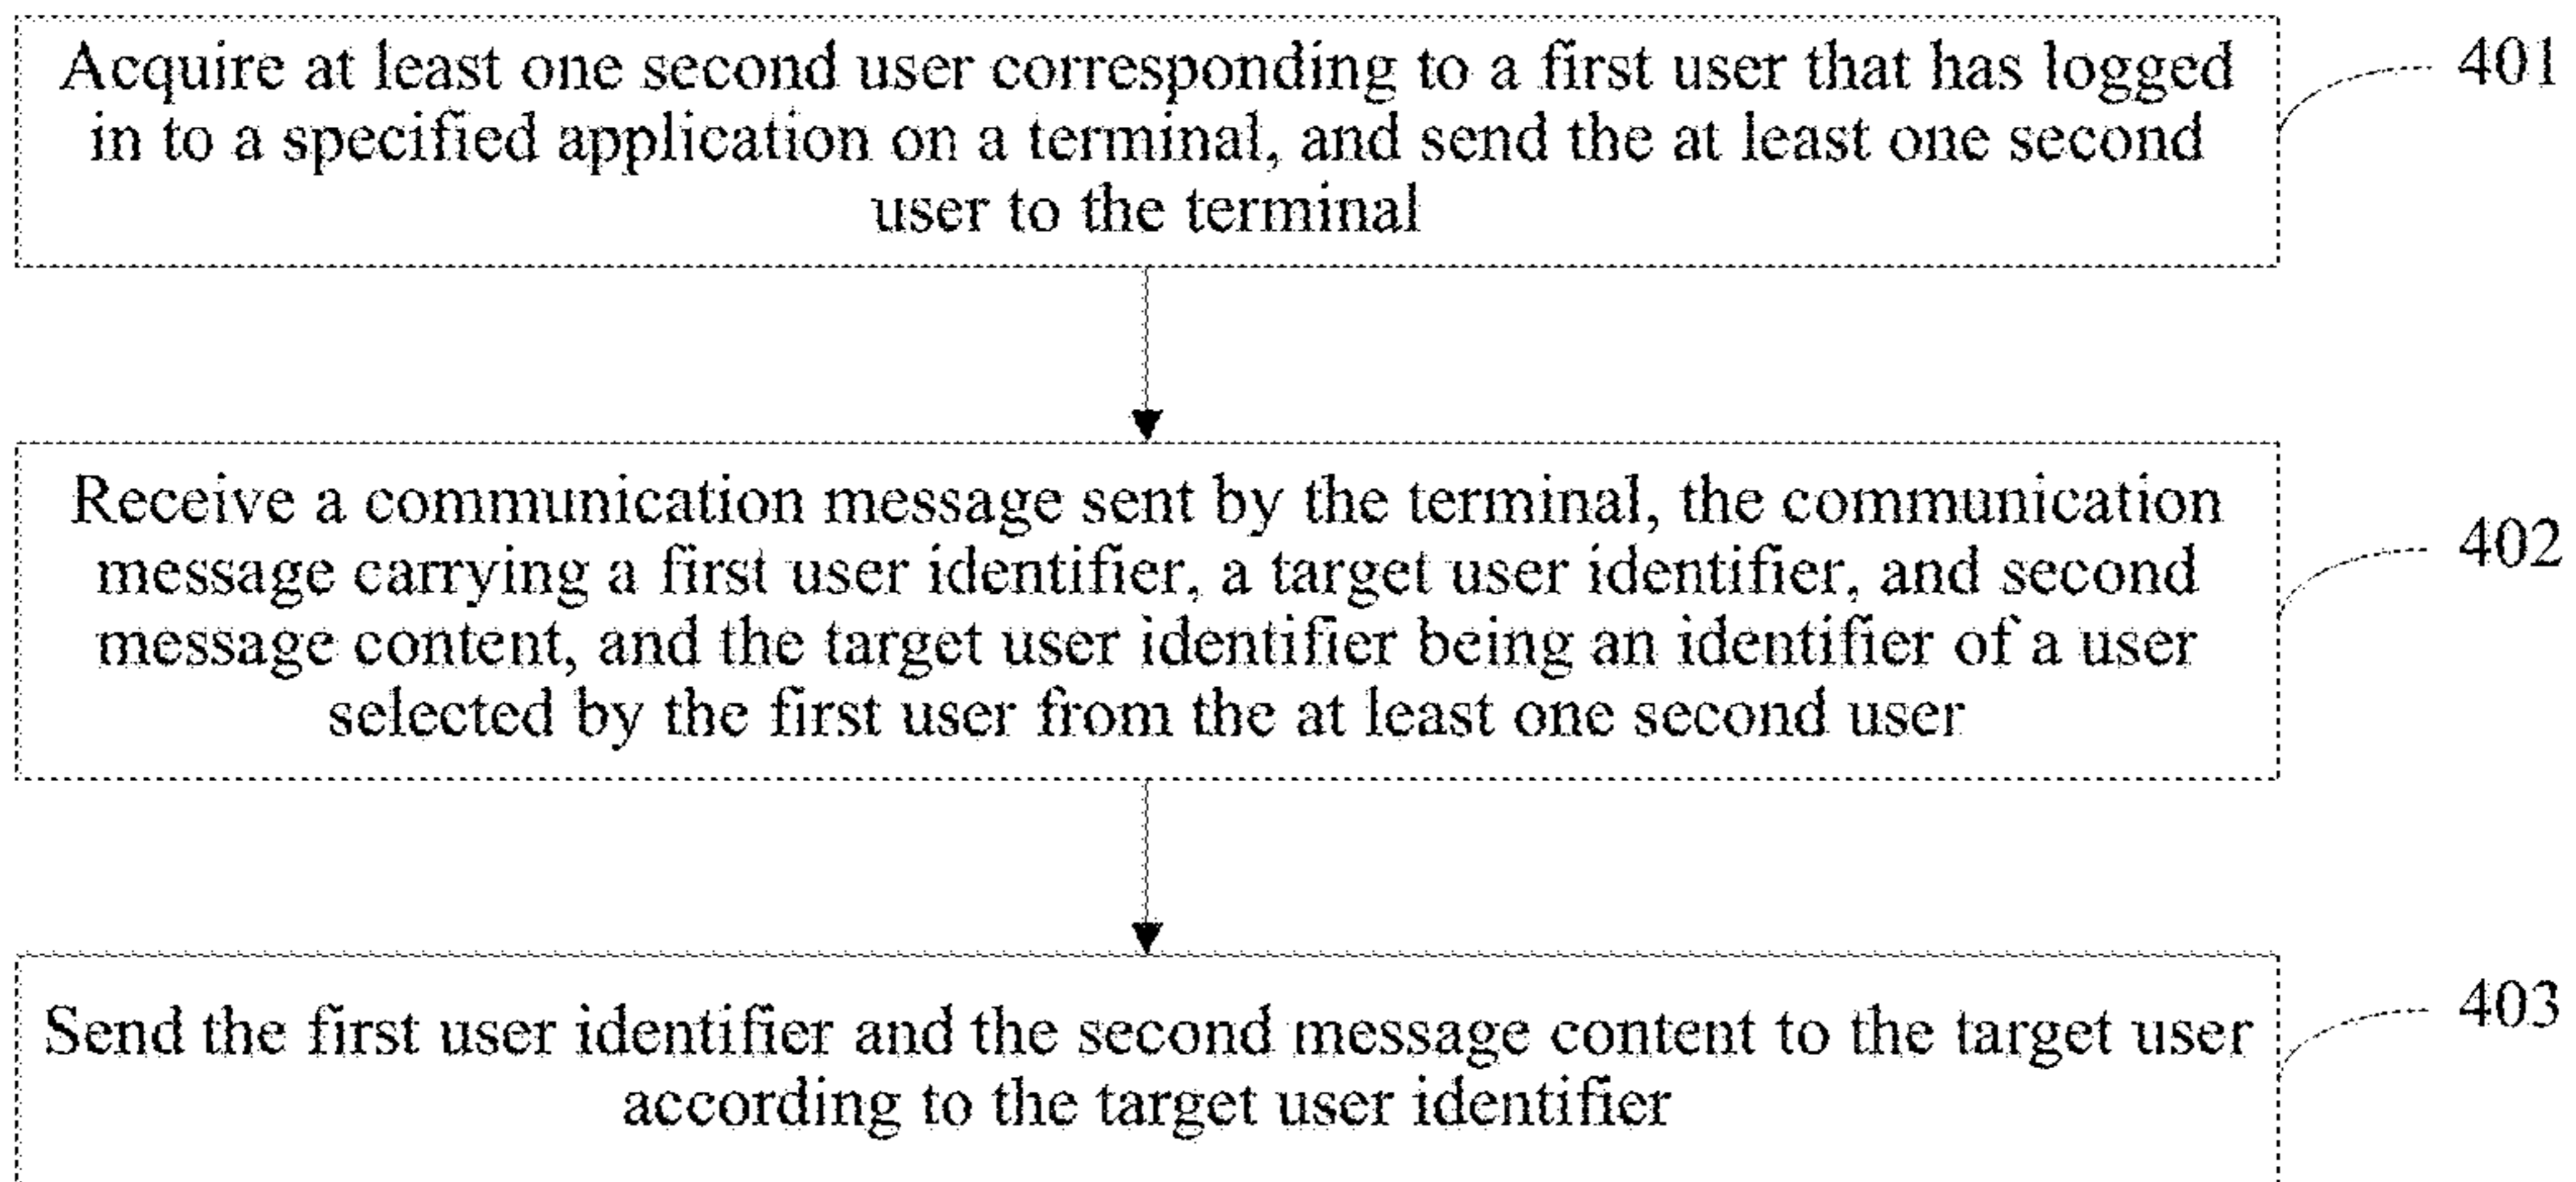 Acquire at least one second user corresponding to a first user that has logged
in to a specified application on a terminal, and send the at least one second
user to the terminal
401
Receive a communication message sent by the terminal, the communication
message carrying a first user identifier, a target user identifier, and second
message content, and the target user identifier being an identifier of a user
selected by the first user from the at least one second user
402
Send the first user identifier and the second message content to the target user
according to the target user identifier
403